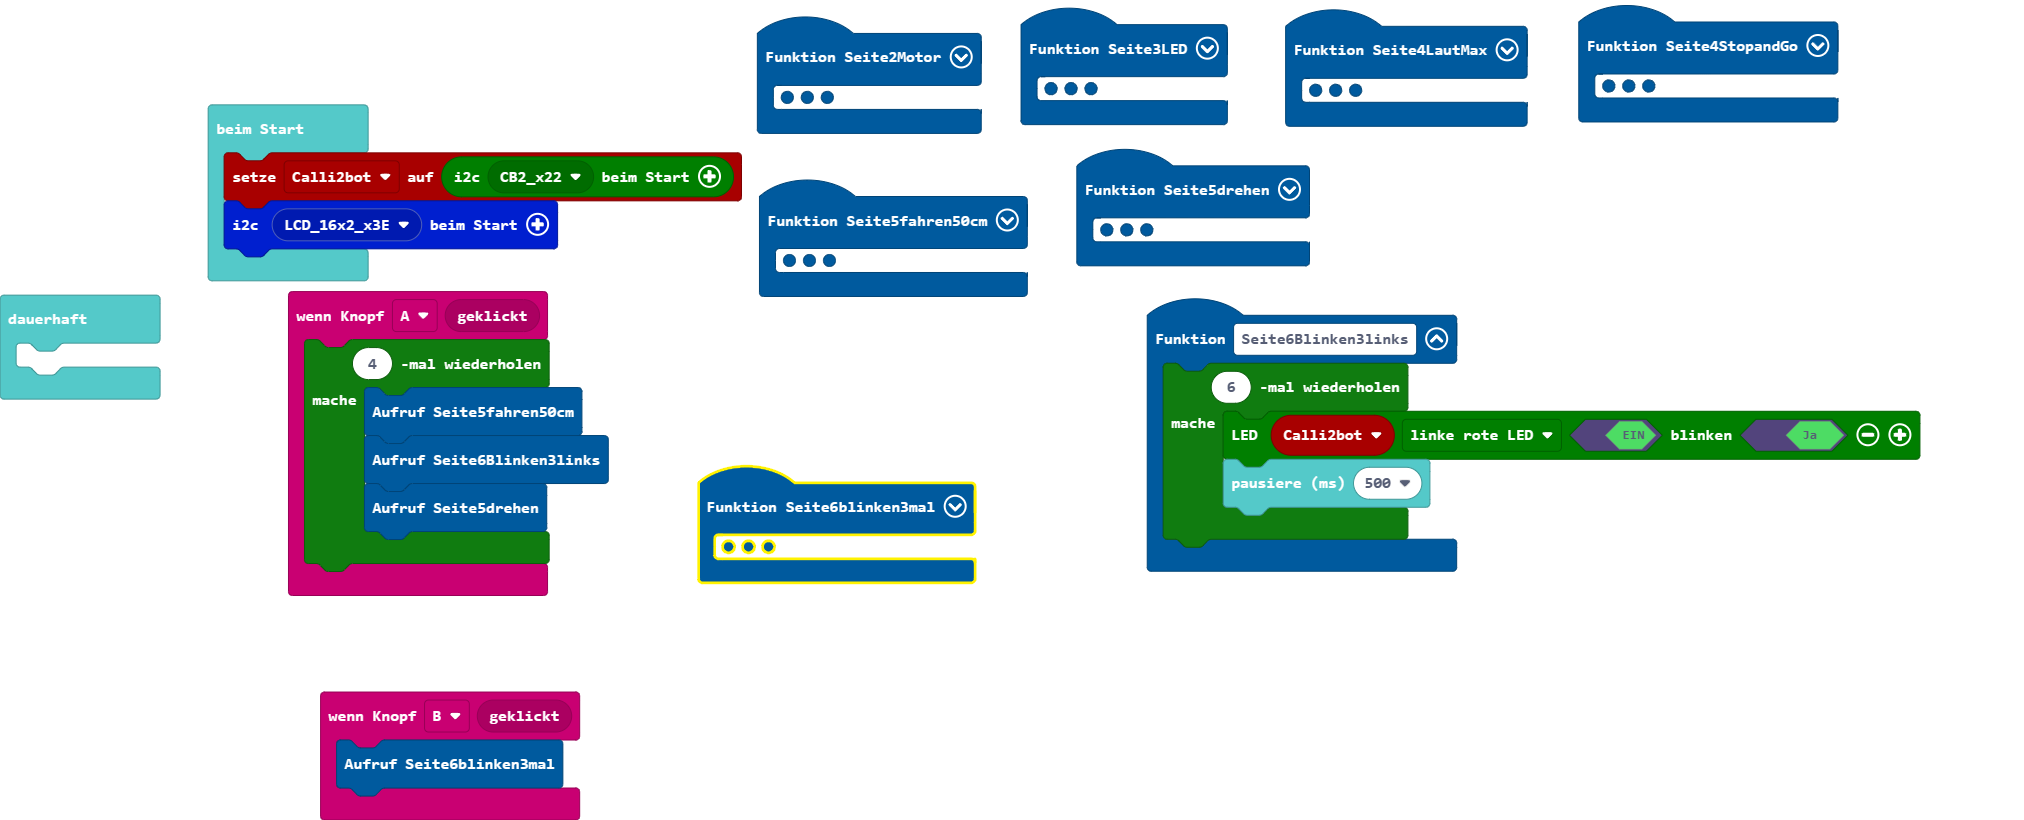 Funktion Seite2Motor
Funktion Seite3LED
Funktion Seite4LautMax
Funktion Seite4StopandGo
beim Start
setze Calli2bot auf i2c CB2_x22 beim Start
i2c LCD_16x2_x3E beim Start
Funktion Seite5fahren50cm
Funktion Seite5drehen
dauerhaft
wenn Knopf A geklickt
4 -mal wiederholen
mache
Aufruf Seite5fahren50cm
Aufruf Seite6Blinken3links
Aufruf Seite5drehen
Funktion Seite6Blinken3links
6 -mal wiederholen
mache
LED Calli2bot linke rote LED EIN blinken Ja
pausiere (ms) 500
Funktion Seite6blinken3mal
wenn Knopf B geklickt
Aufruf Seite6blinken3mal